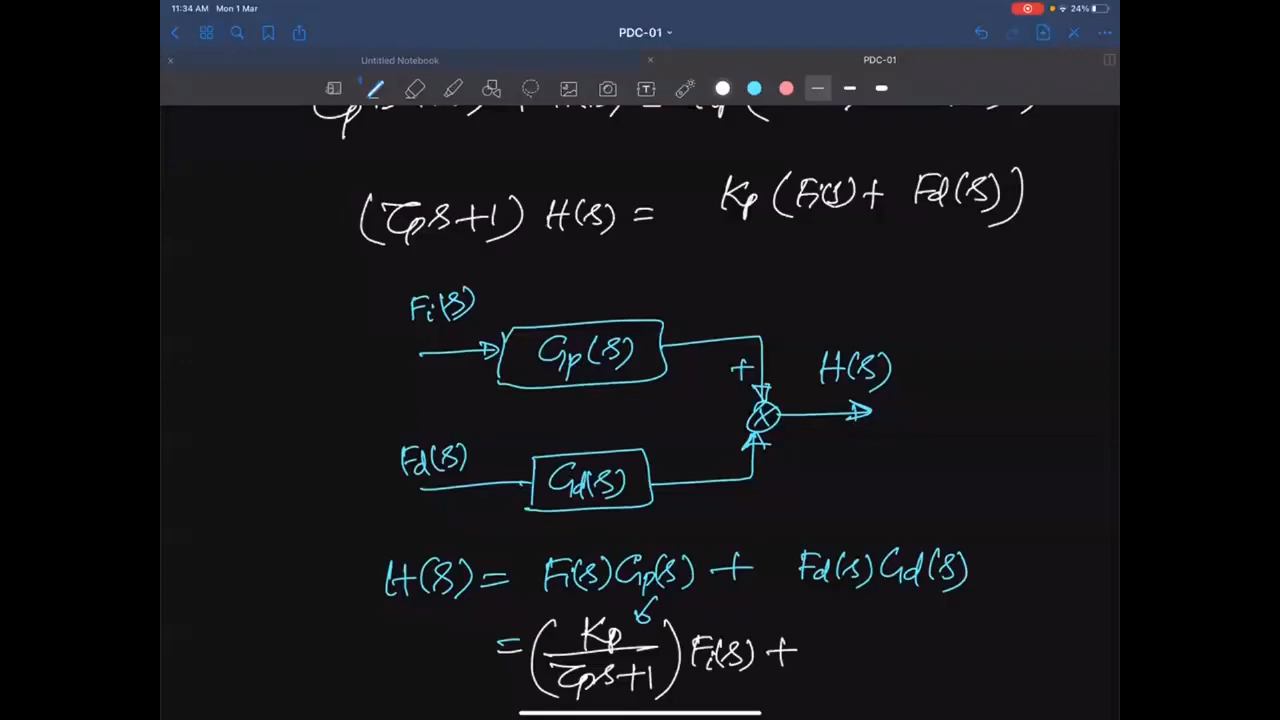 11:34 AM Mon 1 Mar
24%
PDC-01
Untitled Notebook
PDC-01
(τps+1) H(s) = Kp (Fi(s) + Fd(s))
Fi(s)
Gp(s)
+
H(s)
Fd(s)
Gd(s)
H(s) = Fi(s)Gp(s) + Fd(s)Gd(s)
= (Kp/τps+1) Fi(s) +